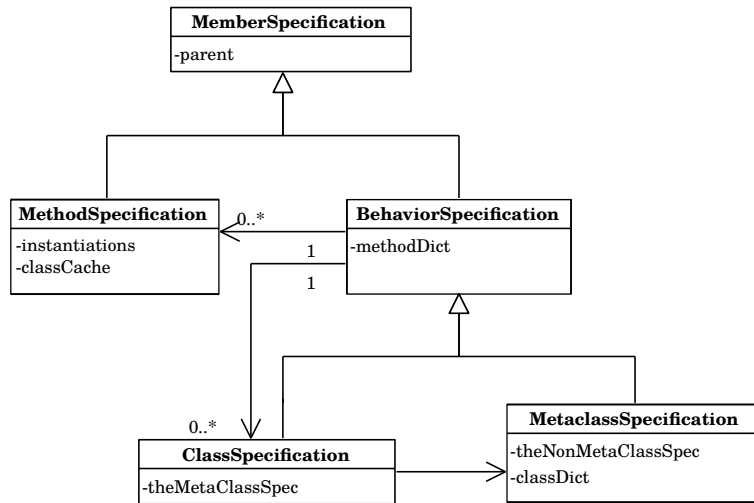 MemberSpecification
-parent
MethodSpecification
-instantiations
-classCache
0..*
BehaviorSpecification
-methodDict
1
1
0..*
ClassSpecification
-theMetaClassSpec
MetaclassSpecification
-theNonMetaClassSpec
-classDict